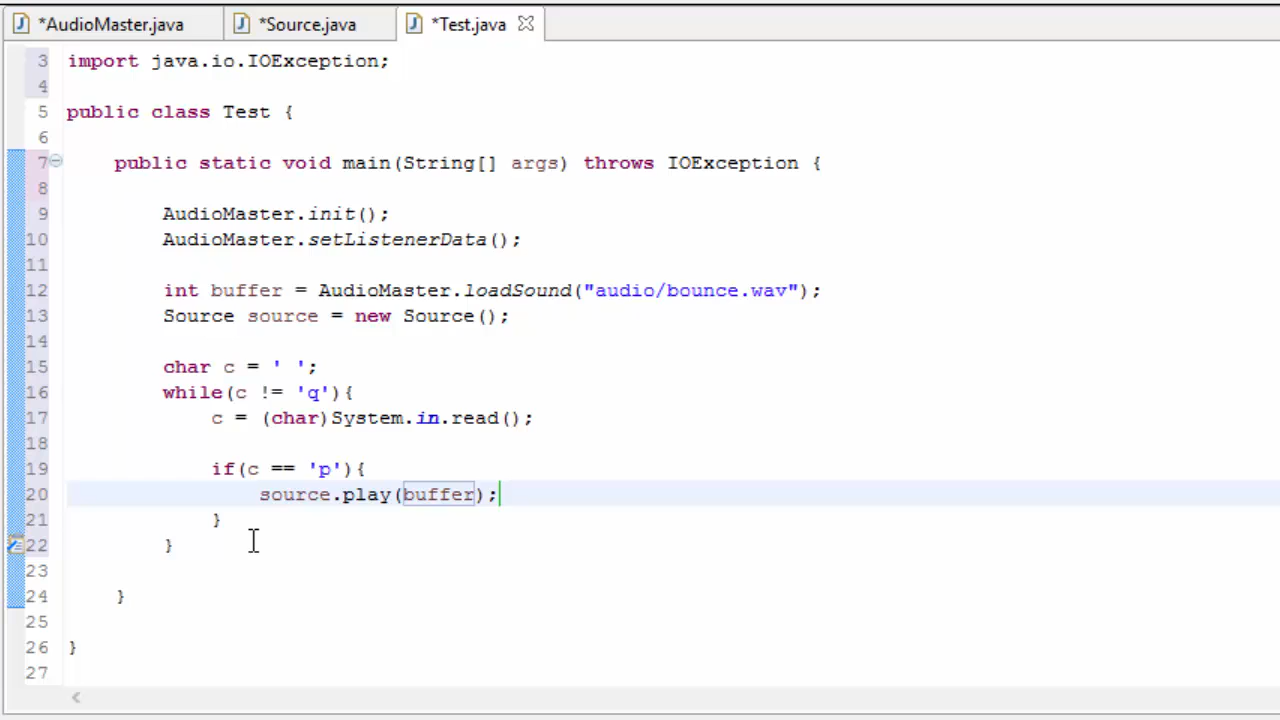 *AudioMaster.java *Source.java *Test.java
3 import java.io.IOException;
4
5 public class Test {
6
7 public static void main(String[] args) throws IOException {
8
9 AudioMaster.init();
10 AudioMaster.setListenerData();
11
12 int buffer = AudioMaster.loadSound("audio/bounce.wav");
13 Source source = new Source();
14
15 char c = ' ';
16 while(c != 'q'){
17 c = (char)System.in.read();
18
19 if(c == 'p'){
20 source.play(buffer);
21 }
22 }
23
24 }
25
26 }
27